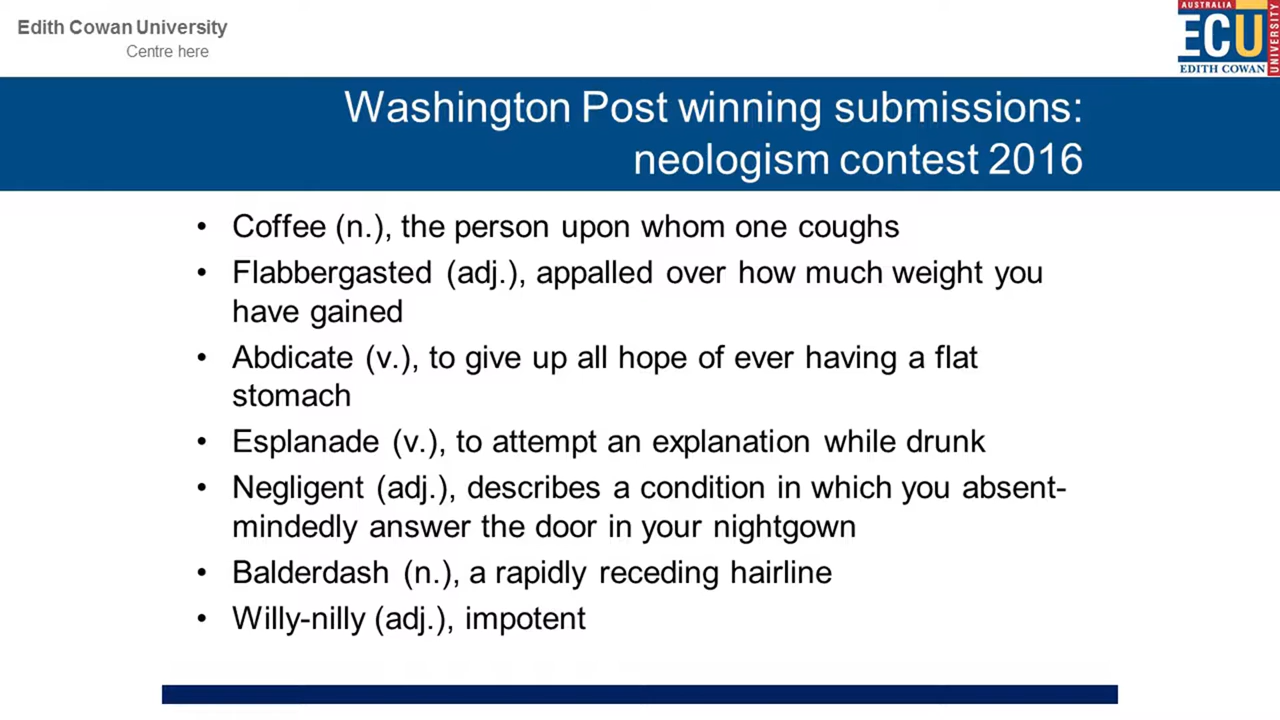 Edith Cowan University
Centre here
AUSTRALIA
ECU
EDITH COWAN
UNIVERSITY
Washington Post winning submissions:
neologism contest 2016
• Coffee (n.), the person upon whom one coughs
• Flabbergasted (adj.), appalled over how much weight you
have gained
• Abdicate (v.), to give up all hope of ever having a flat
stomach
• Esplanade (v.), to attempt an explanation while drunk
• Negligent (adj.), describes a condition in which you absent-
mindedly answer the door in your nightgown
• Balderdash (n.), a rapidly receding hairline
• Willy-nilly (adj.), impotent